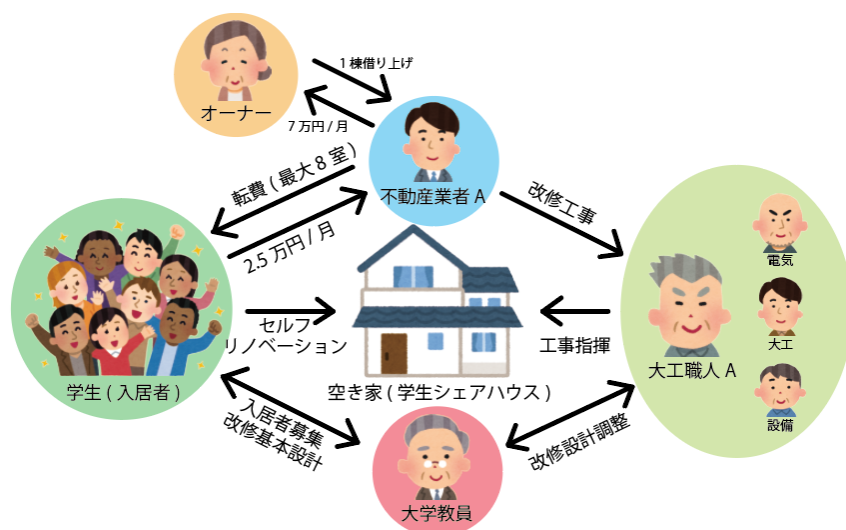 1棟借り上げ
オーナー
7万円/月
転費(最大8室)
不動産業者A
改修工事
2.5万円/月
電気
セルフ
リノベーション
工事指揮
大工
大工職人A
学生(入居者)
空き家(学生シェアハウス)
設備
入居者募集
改修基本設計
改修設計調整
大学教員